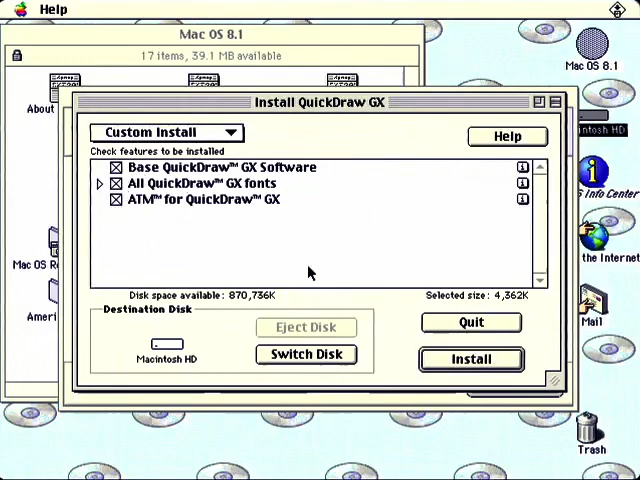 Help
Mac OS 8.1
17 items, 39.1 MB available
Mac OS 8.1
About
Install QuickDraw GX
Custom Install
Help
Check features to be installed
Base QuickDraw™ GX Software
All QuickDraw™ GX fonts
ATM™ for QuickDraw™ GX
Info Center
the Internet
Mac OS
Ameri
Disk space available: 870,736K
Selected size: 4,362K
Destination Disk
Eject Disk
Quit
Mail
Macintosh HD
Switch Disk
Install
Trash